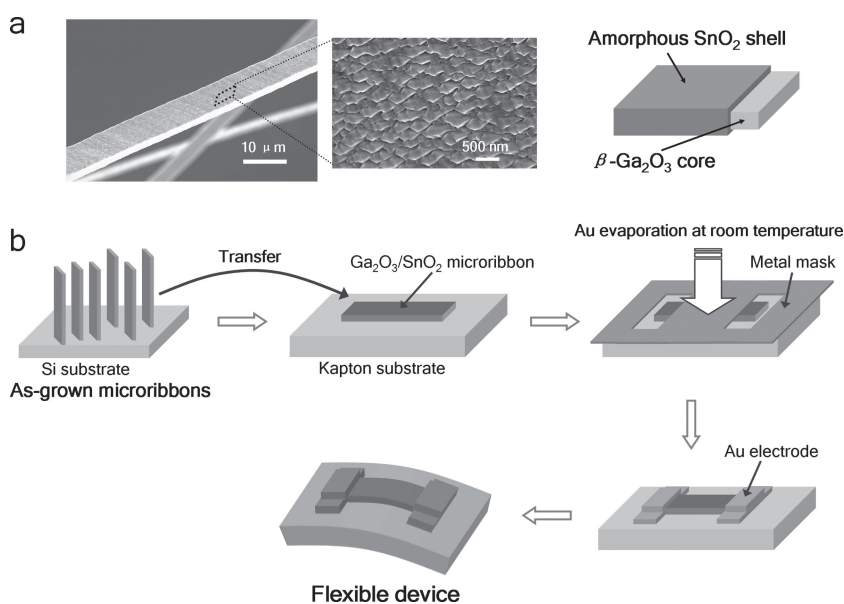 a
10 μm
500 nm
Amorphous SnO₂ shell
β-Ga₂O₃ core
b
Transfer
Ga₂O₃/SnO₂ microribbon
Au evaporation at room temperature
Metal mask
Si substrate
As-grown microribbons
Kapton substrate
Au electrode
Flexible device